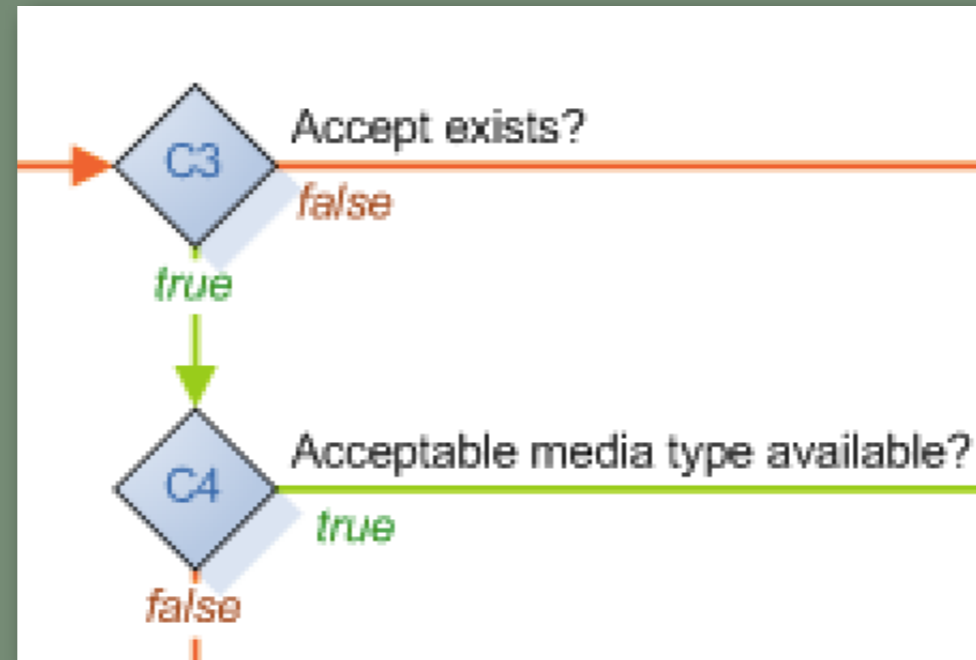 Accept exists?
C3
false
true
Acceptable media type available?
C4
true
false